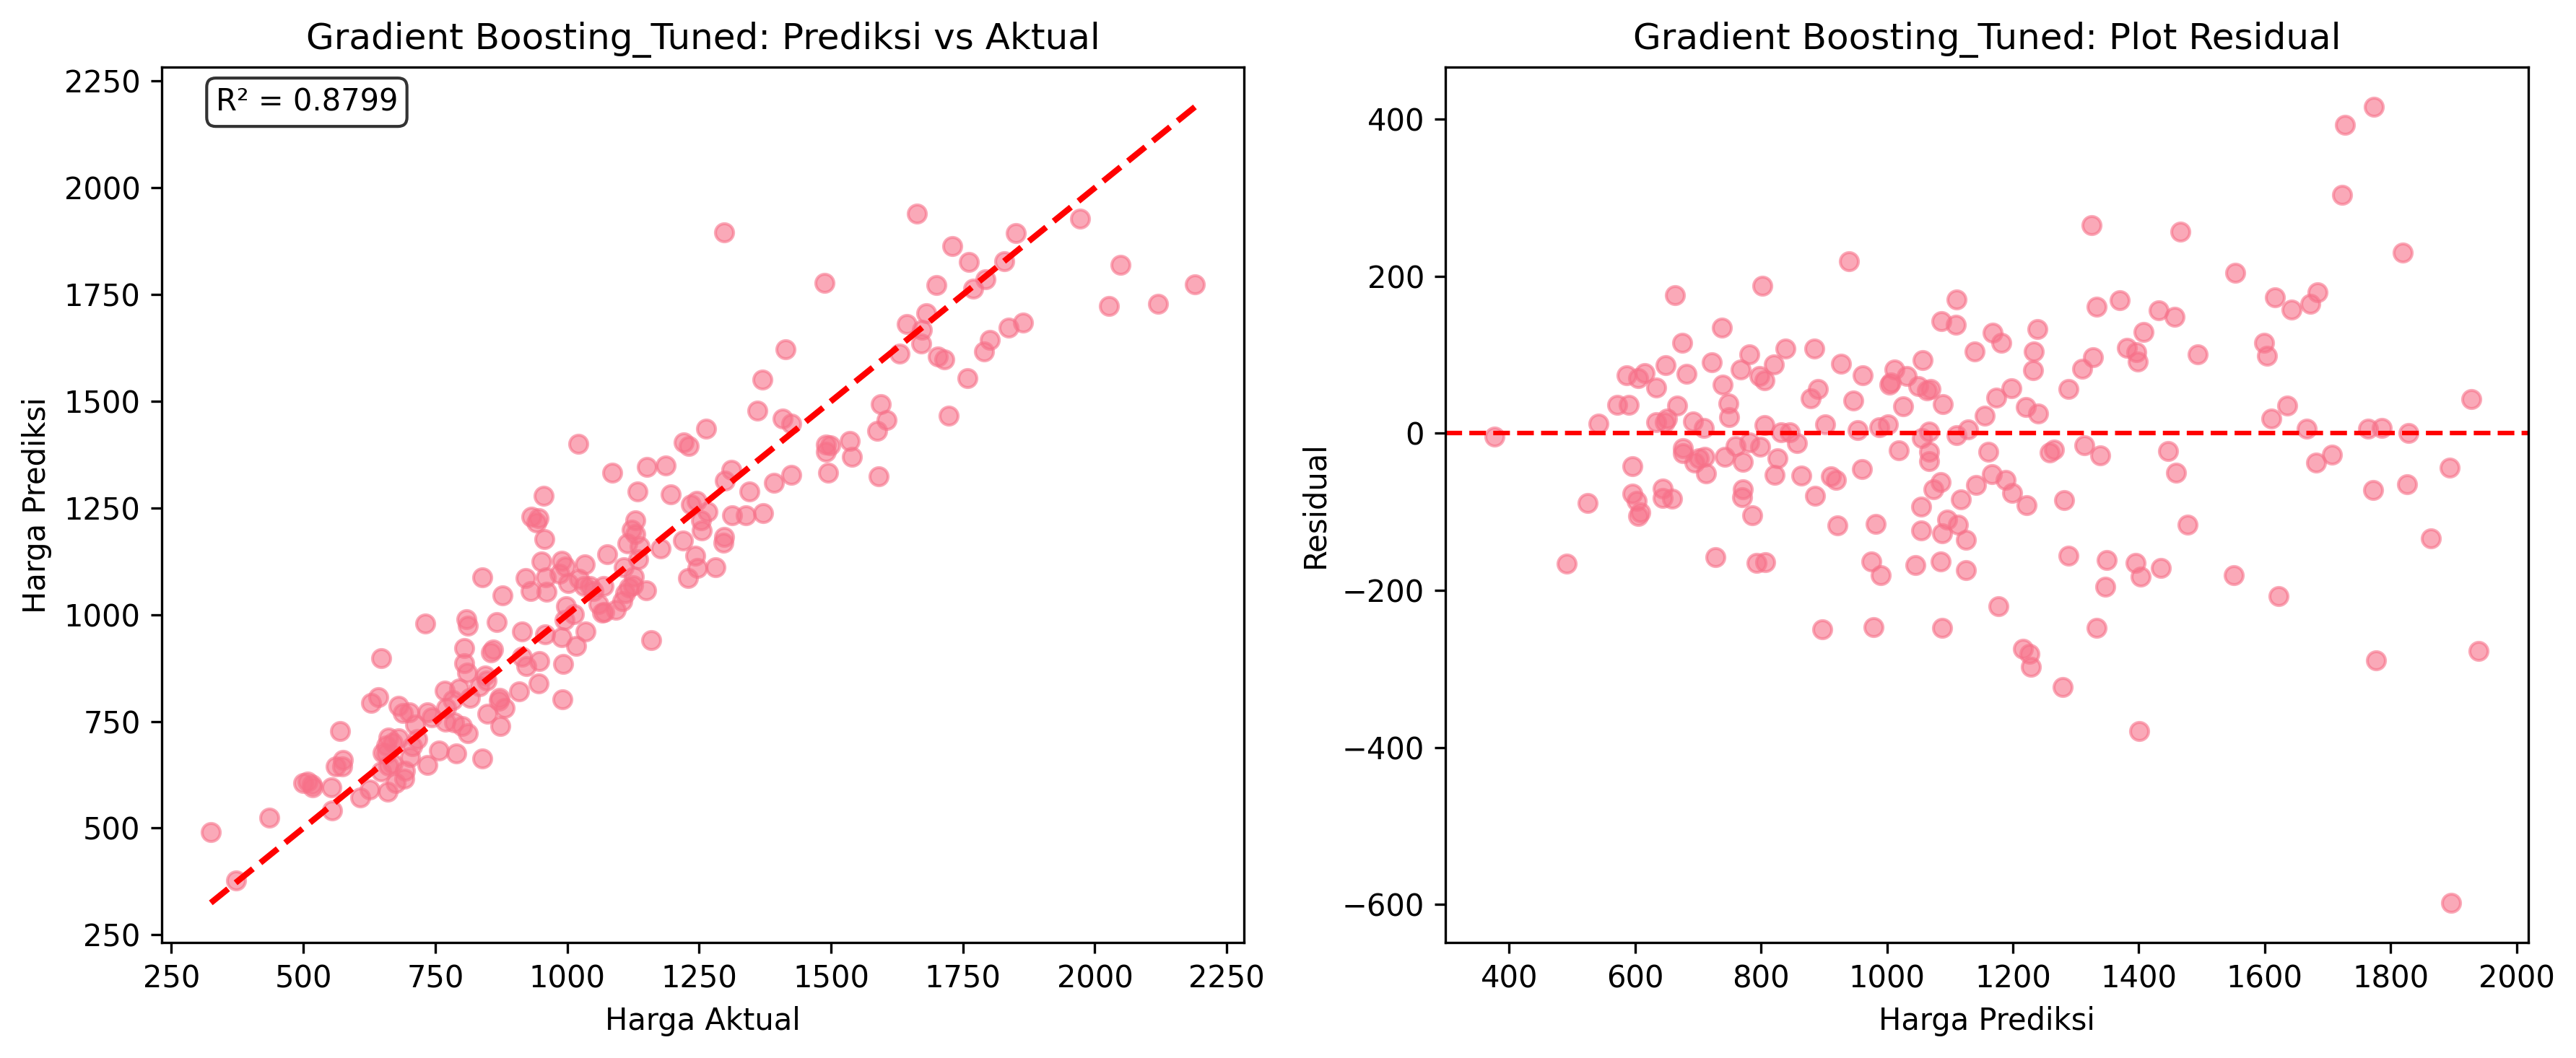 Gradient Boosting_Tuned: Prediksi vs Aktual
R² = 0.8799
2250
2000
1750
1500
1250
1000
750
500
250
Harga Prediksi
250 500 750 1000 1250 1500 1750 2000 2250
Harga Aktual
Gradient Boosting_Tuned: Plot Residual
400
200
0
−200
−400
−600
Residual
400 600 800 1000 1200 1400 1600 1800 2000
Harga Prediksi